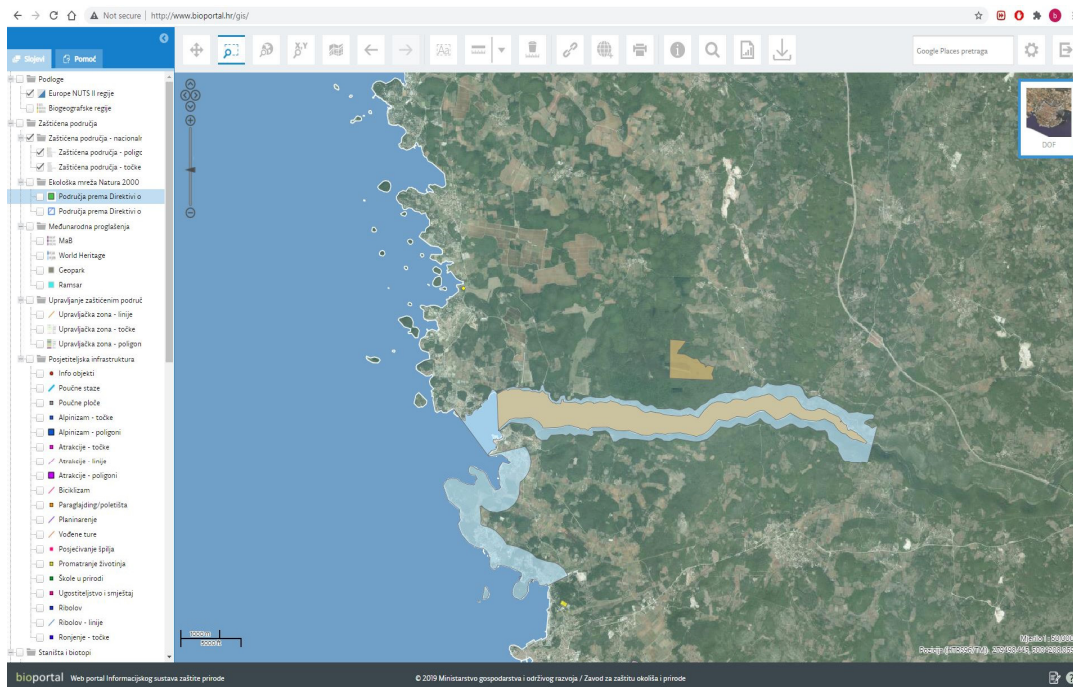 Not secure | http://www.bioportal.hr/gis/
Slojevi
Pomoć
X,Y
Aa
Google Places pretraga
DOF
Podloge
Europe NUTS II regije
Biogeografske regije
Zaštićena područja
Zaštićena područja - nacionalr
Zaštićena područja - poligo
Zaštićena područja - točke
Ekološka mreža Natura 2000
Područja prema Direktivi o
Područja prema Direktivi o
Međunarodna proglašenja
MaB
World Heritage
Geopark
Ramsar
Upravljanje zaštićenim područ
Upravljačka zona - linije
Upravljačka zona - točke
Upravljačka zona - poligon
Posjetiteljska infrastruktura
Info objekti
Poučne staze
Poučne ploče
Alpinizam - točke
Alpinizam - poligoni
Atrakcije - točke
Atrakcije - linije
Atrakcije - poligoni
Biciklizam
Paraglajding/poletišta
Planinarenje
Vođene ture
Posjećivanje špilja
Promatranje životinja
Škole u prirodi
Ugostiteljstvo i smještaj
Ribolov
Ribolov - linije
Ronjenje - točke
Staništa i biotopi
1000 m
5000 ft
bioportal Web portal Informacijskog sustava zaštite prirode
© 2019 Ministarstvo gospodarstva i održivog razvoja / Zavod za zaštitu okoliša i prirode